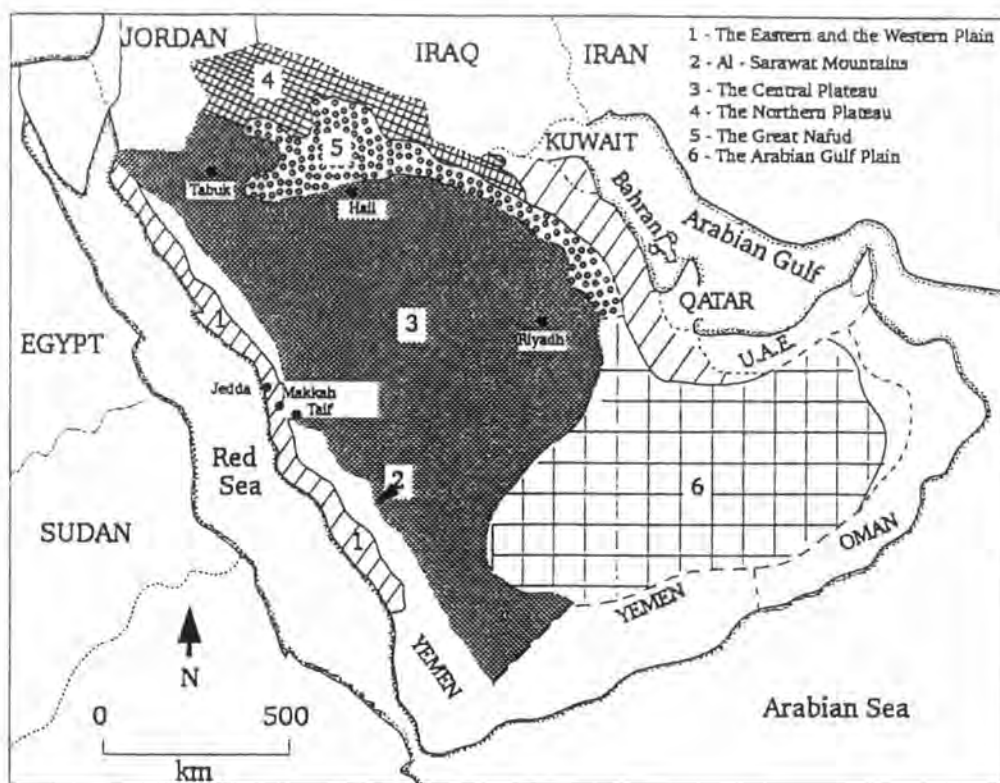 JORDAN
IRAQ
IRAN
1 - The Eastern and the Western Plain
2 - Al - Sarawat Mountains
3 - The Central Plateau
4 - The Northern Plateau
5 - The Great Nafud
6 - The Arabian Gulf Plain
4
5
KUWAIT
Tabuk
Hail
Bahran
Arabian Gulf
QATAR
3
Riyadh
U.A.E.
EGYPT
1
Jedda
Makkah
Taif
Red
Sea
2
6
SUDAN
1
OMAN
YEMEN
YEMEN
N
0
500
km
Arabian Sea